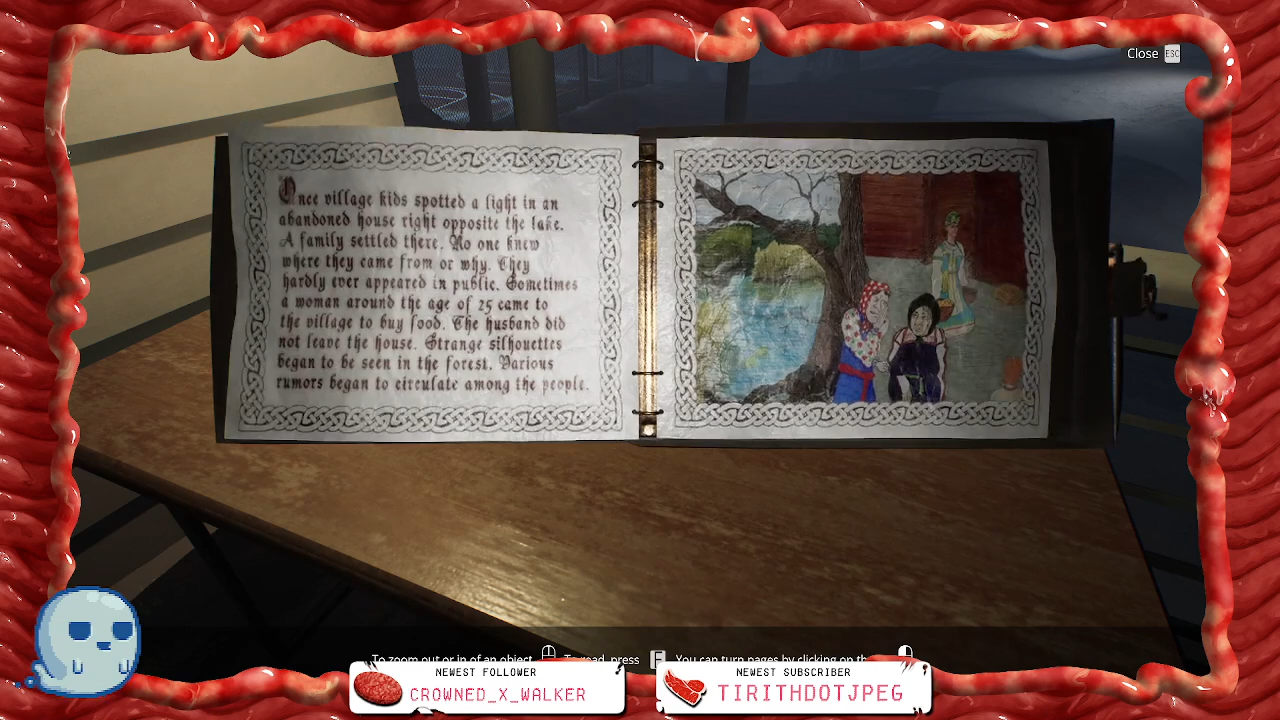 Close ESC
Once village kids spotted a light in an
abandoned house right opposite the lake.
A family settled there. No one knew
where they came from or why. They
hardly ever appeared in public. Sometimes
a woman around the age of 25 came to
the village to buy food. The husband did
not leave the house. Strange silhouettes
began to be seen in the forest. Various
rumors began to circulate among the people.
To zoom out or in of an object To read, press F You can turn pages by clicking on
NEWEST FOLLOWER
CROWNED_X_WALKER
NEWEST SUBSCRIBER
TIRITHDOTJPEG